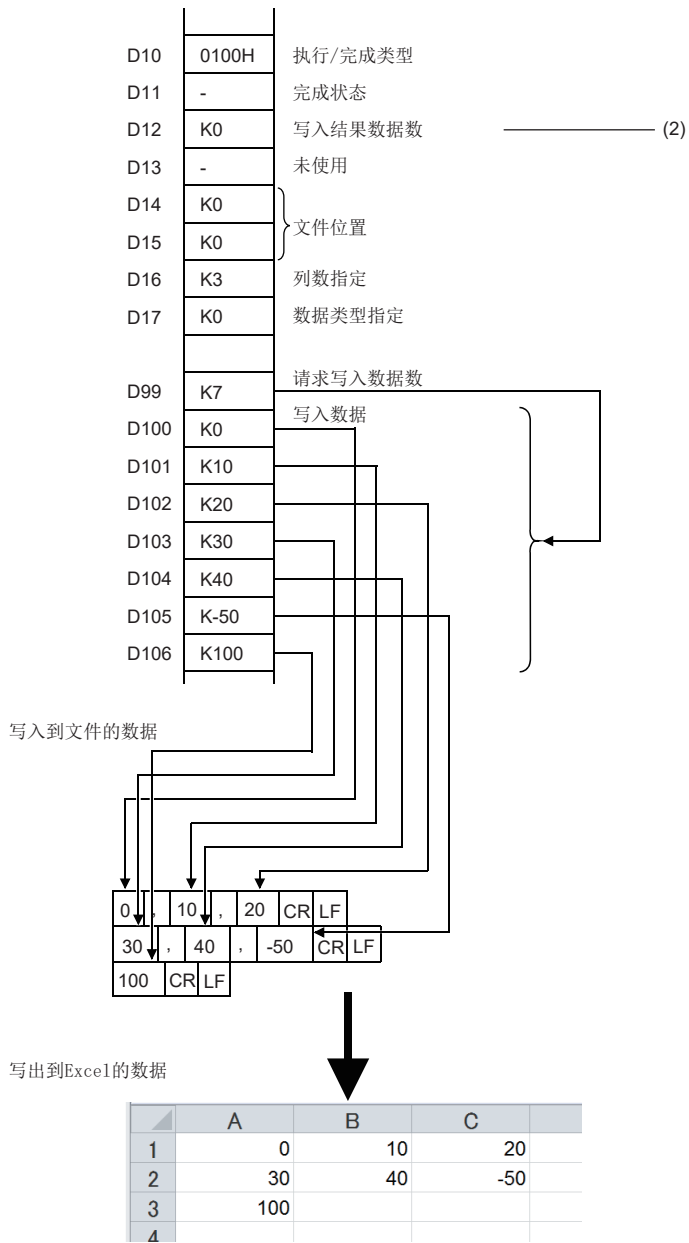 D10 0100H 执行/完成类型
D11 - 完成状态
D12 K0 写入结果数据数 (2)
D13 - 未使用
D14 K0
文件位置
D15 K0
D16 K3 列数指定
D17 K0 数据类型指定
请求写入数据数
D99 K7
写入数据
D100 K0
D101 K10
D102 K20
D103 K30
D104 K40
D105 K-50
D106 K100
写入到文件的数据
0 , 10 , 20 CR LF
30 , 40 , -50 CR LF
100 CR LF
写出到Excel的数据
A B C
1 0 10 20
2 30 40 -50
3 100
4